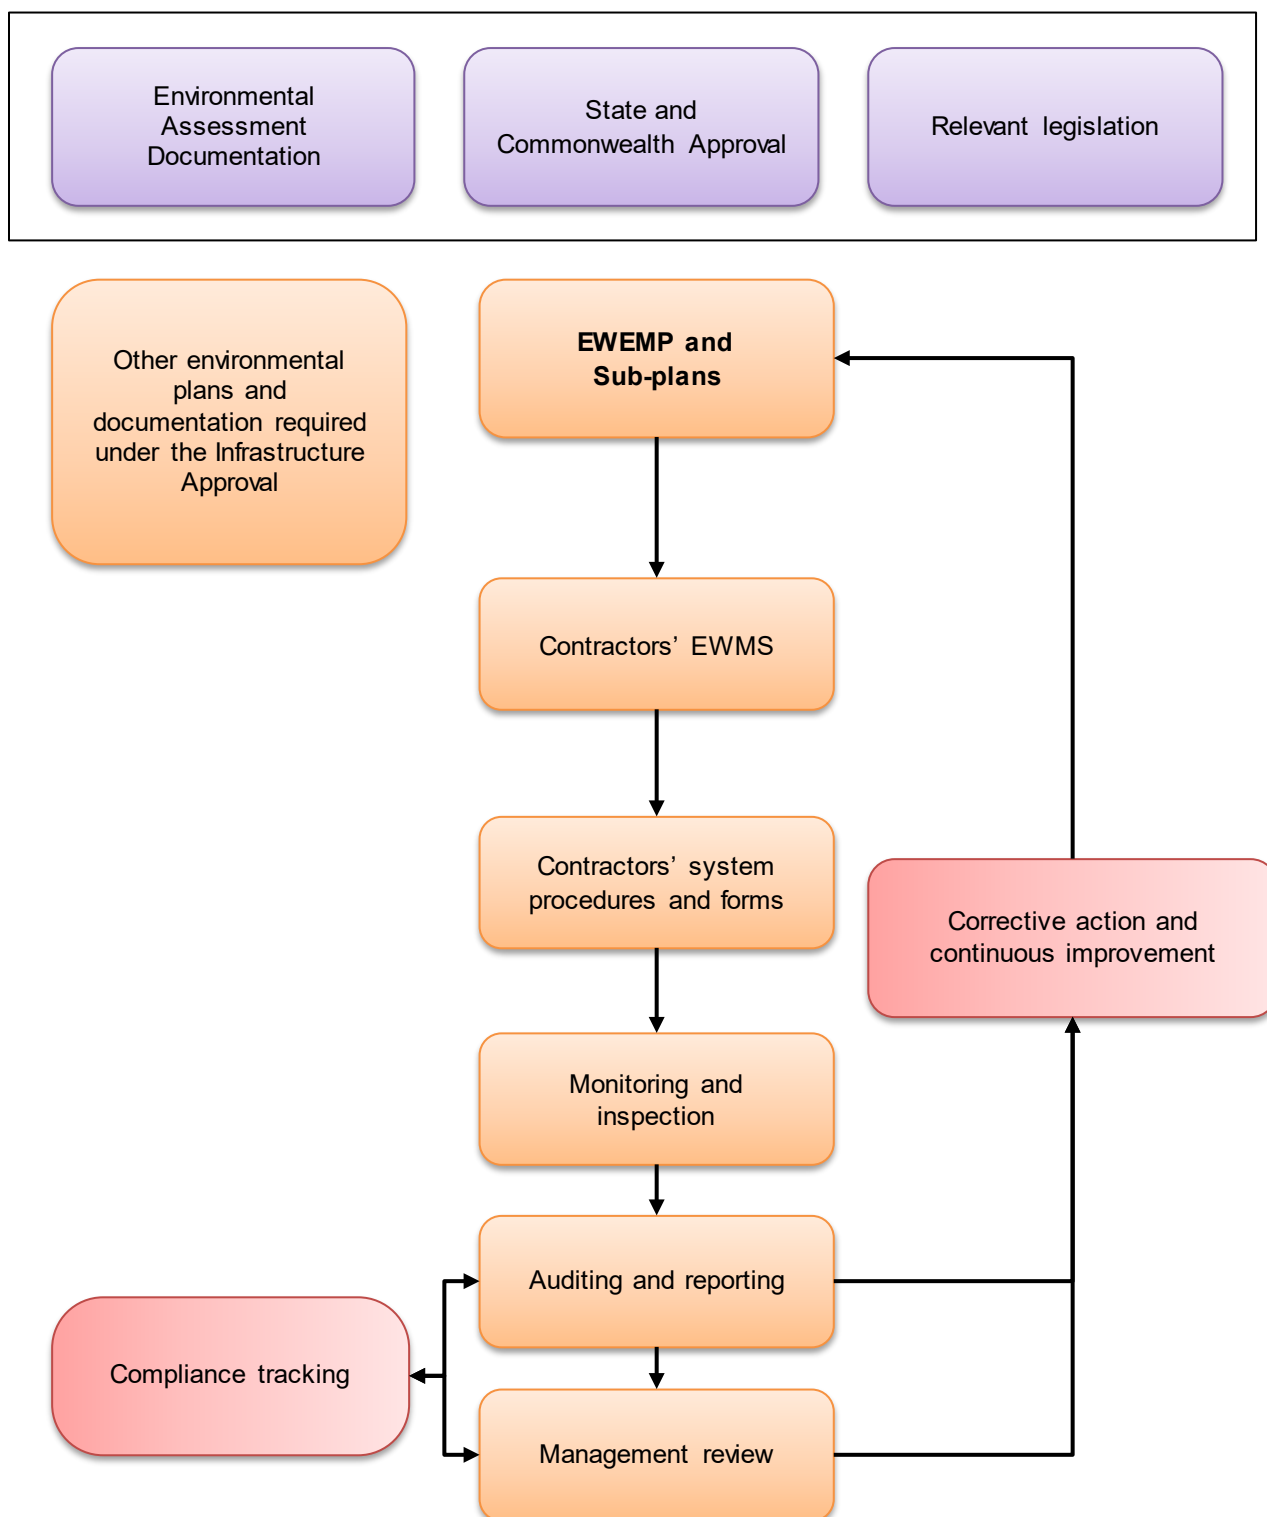 Environmental
Assessment
Documentation
State and
Commonwealth Approval
Relevant legislation
Other environmental
plans and
documentation required
under the Infrastructure
Approval
EWEMP and
Sub-plans
Contractors’ EWMS
Contractors’ system
procedures and forms
Corrective action and
continuous improvement
Monitoring and
inspection
Auditing and reporting
Compliance tracking
Management review